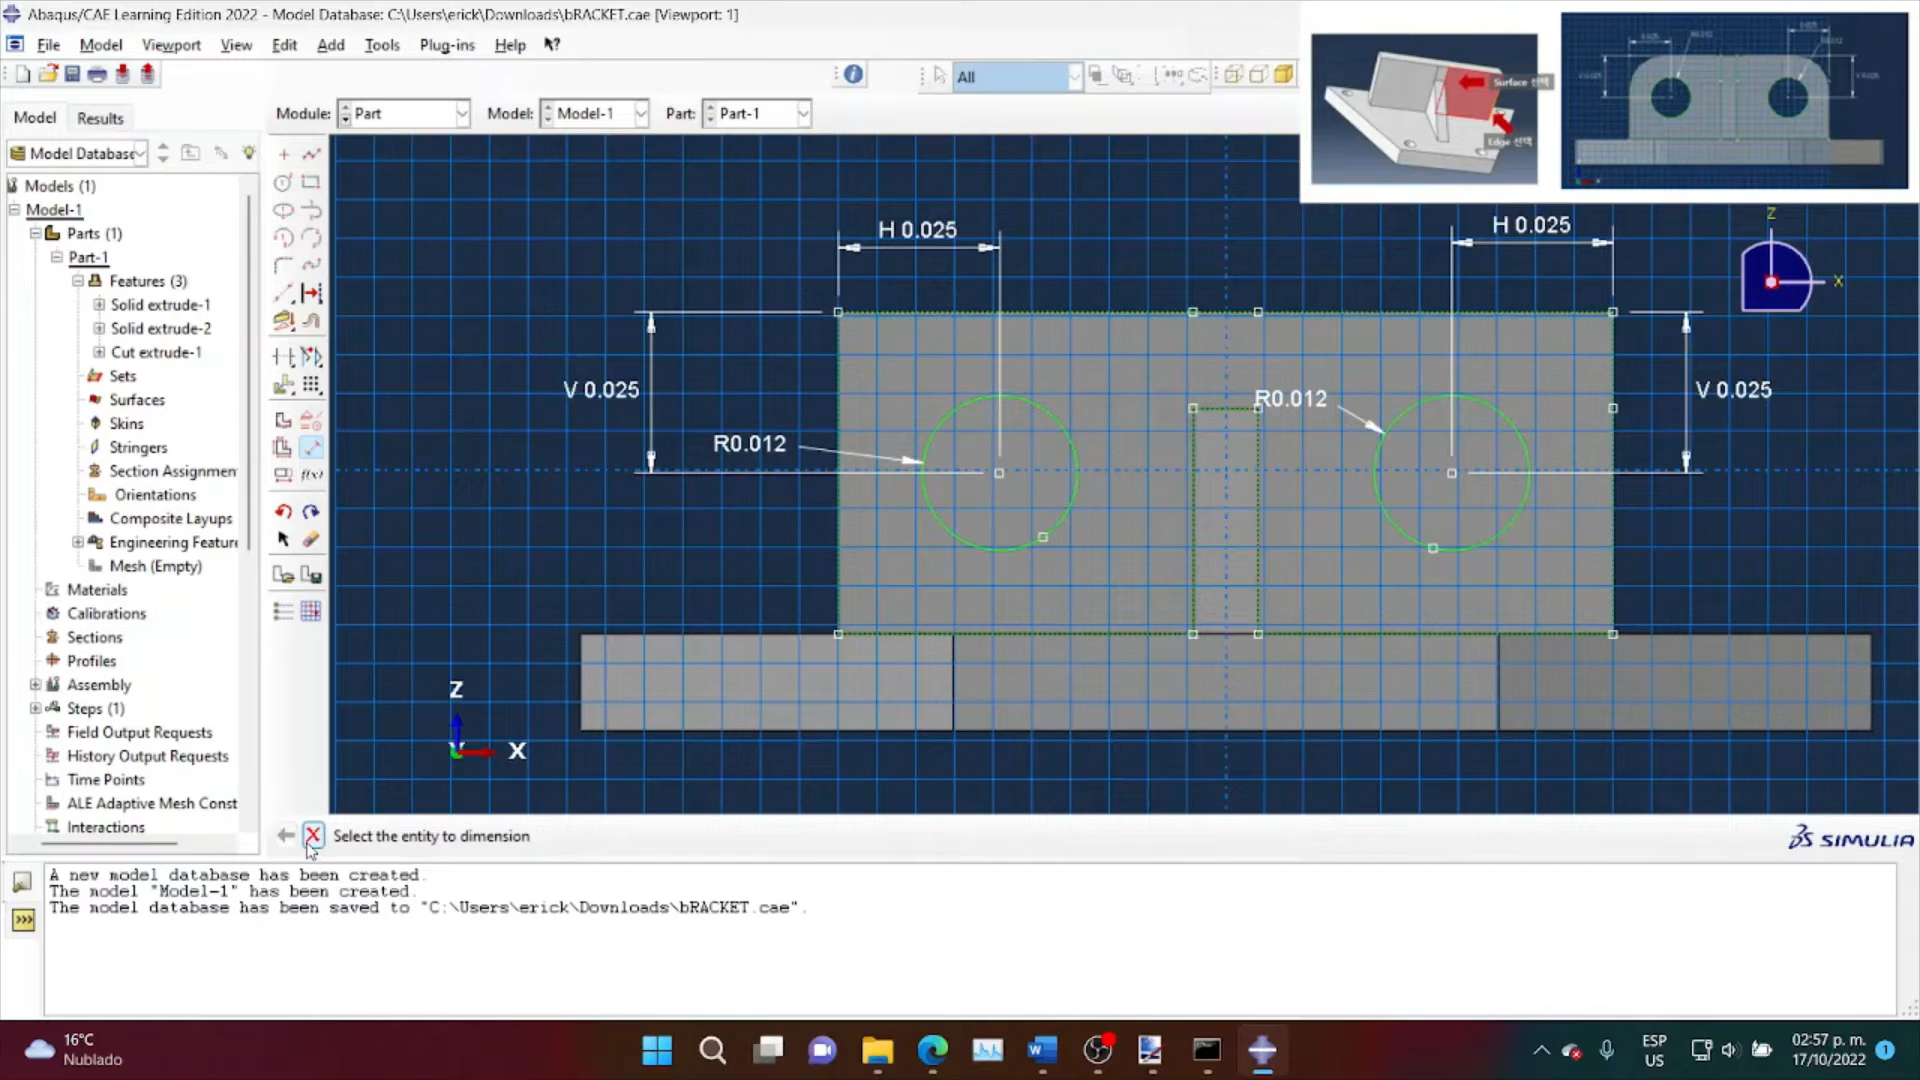 Abaqus/CAE Learning Edition 2022 - Model Database: C:\Users\erick\Downloads\bRACKET.cae [Viewport: 1]
File Model Viewport View Edit Add Tools Plug-ins Help
All
Surface 선택
Edge 선택
Model Results
Module: Part Model: Model-1 Part: Part-1
Model Database
Models (1)
Model-1
Parts (1)
Part-1
Features (3)
Solid extrude-1
Solid extrude-2
Cut extrude-1
Sets
Surfaces
Skins
Stringers
Section Assignmen
Orientations
Composite Layups
Engineering Feature
Mesh (Empty)
Materials
Calibrations
Sections
Profiles
Assembly
Steps (1)
Field Output Requests
History Output Requests
Time Points
ALE Adaptive Mesh Const
Interactions
f(x)
H 0.025
H 0.025
V 0.025
R0.012
R0.012
V 0.025
Z
X
Z
Y
X
Select the entity to dimension
SIMULIA
A new model database has been created.
The model "Model-1" has been created.
The model database has been saved to "C:\Users\erick\Downloads\bRACKET.cae".
16°C
Nublado
ESP
US
02:57 p. m.
17/10/2022
1